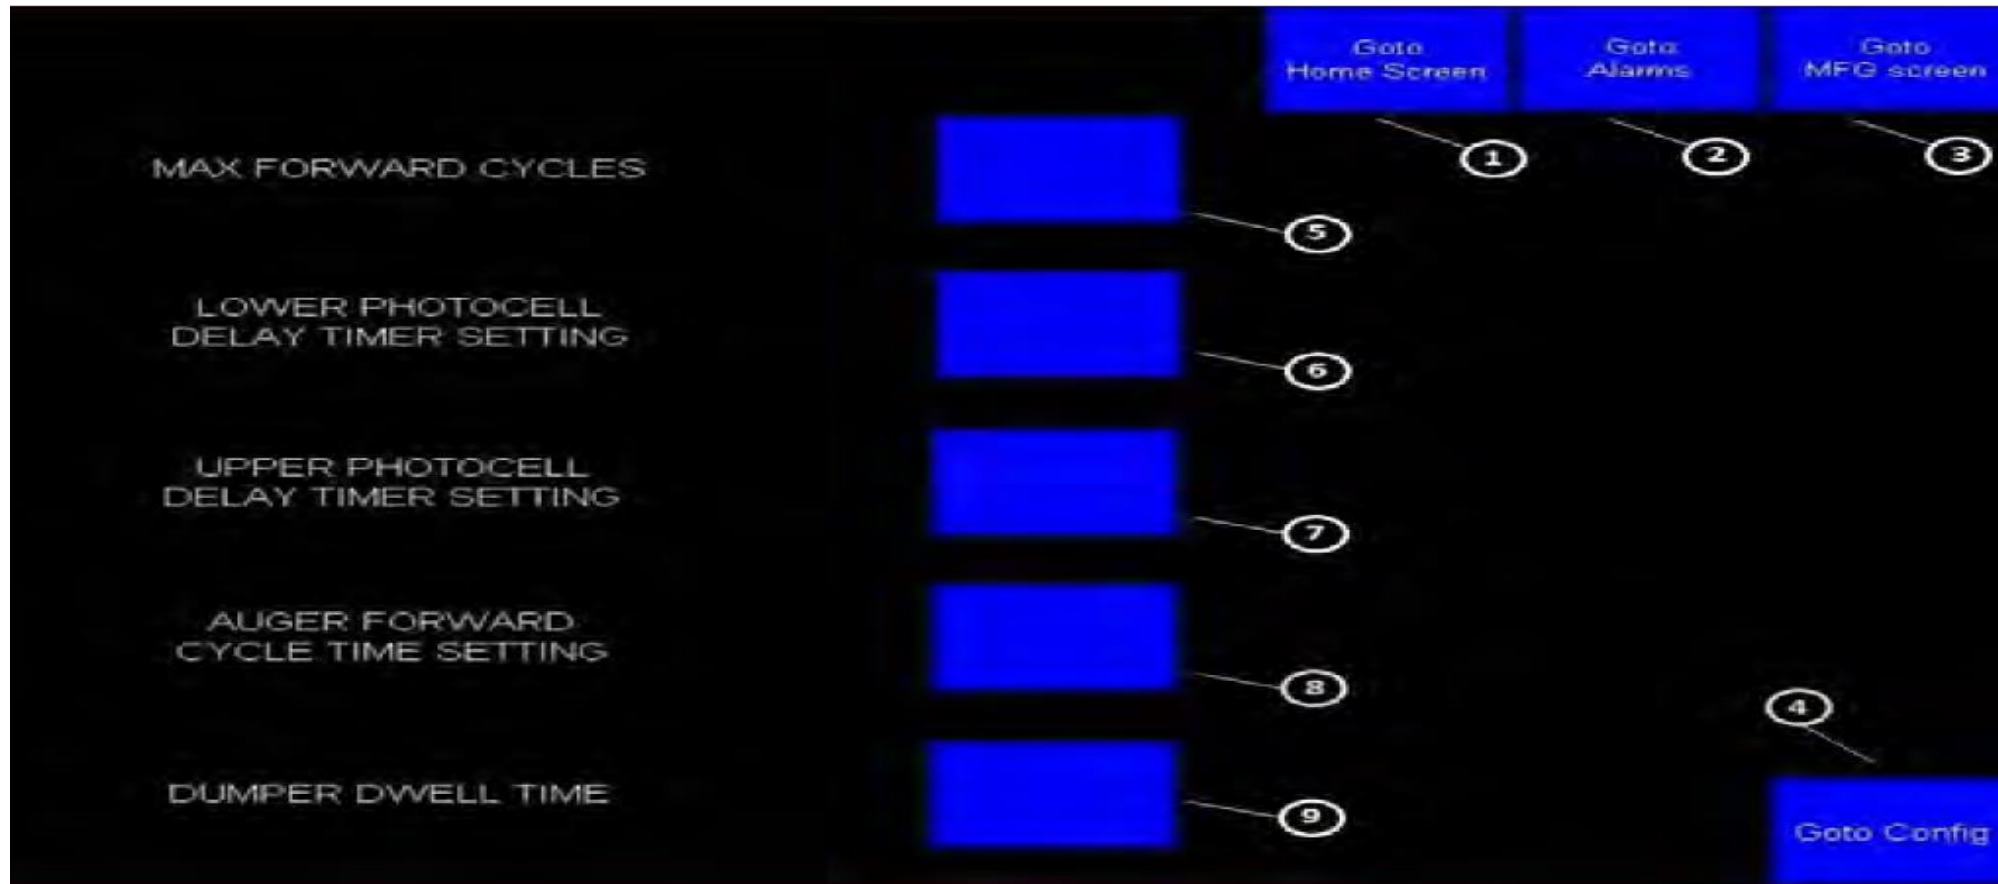 Goto
Home Screen
Goto
Alarms
Goto
MFG screen
1
2
3
MAX FORWARD CYCLES
5
LOWER PHOTOCELL
DELAY TIMER SETTING
6
UPPER PHOTOCELL
DELAY TIMER SETTING
7
AUGER FORWARD
CYCLE TIME SETTING
8
4
DUMPER DWELL TIME
9
Goto Config